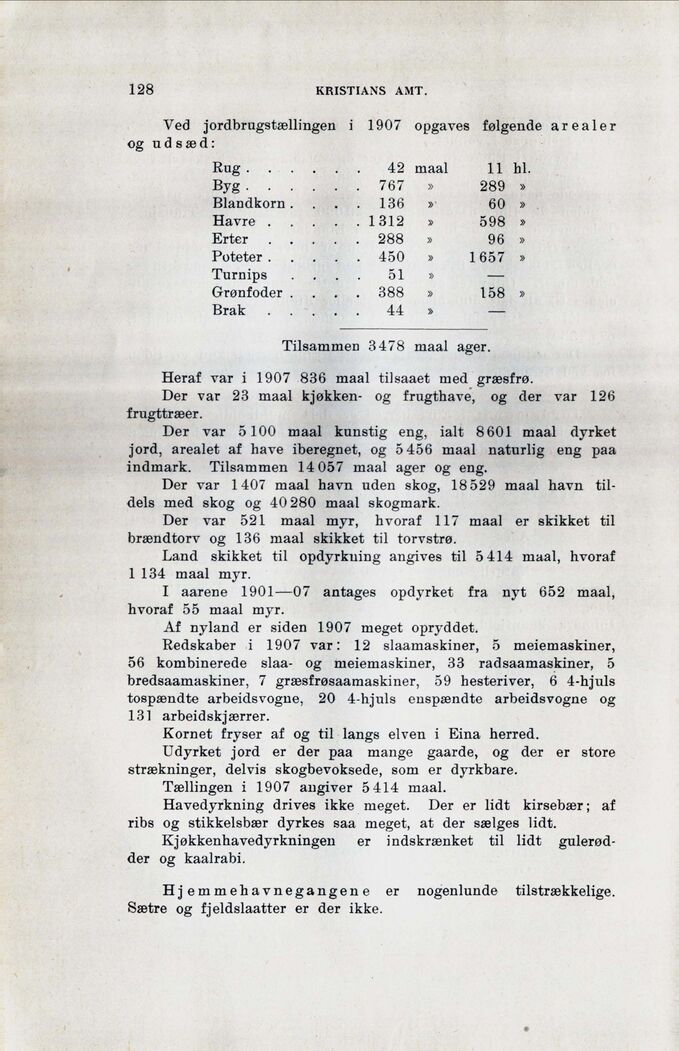 128 KRISTIANS AMT.
Ved jordbrugstællingen i 1907 opgaves følgende arealer
og udsæd:
Rug . . . . . . 42 maal 11 hl.
Byg . . . . . . 767 » 289 »
Blandkorn . . . . 136 » 60 »
Havre . . . . . 1312 » 598 »
Erter . . . . . 288 » 96 »
Poteter . . . . . 450 » 1657 »
Turnips . . . . 51 » —
Grønfoder . . . . 388 » 158 »
Brak . . . . . 44 » —
Tilsammen 3478 maal ager.
Heraf var i 1907 836 maal tilsaaet med græsfrø.
Der var 23 maal kjøkken- og frugthave, og der var 126
frugttræer.
Der var 5100 maal kunstig eng, ialt 8601 maal dyrket
jord, arealet af have iberegnet, og 5456 maal naturlig eng paa
indmark. Tilsammen 14057 maal ager og eng.
Der var 1407 maal havn uden skog, 18529 maal havn til-
dels med skog og 40280 maal skogmark.
Der var 521 maal myr, hvoraf 117 maal er skikket til
brændtorv og 136 maal skikket til torvstrø.
Land skikket til opdyrkning angives til 5414 maal, hvoraf
1134 maal myr.
I aarene 1901—07 antages opdyrket fra nyt 652 maal,
hvoraf 55 maal myr.
Af nyland er siden 1907 meget opryddet.
Redskaber i 1907 var: 12 slaamaskiner, 5 meiemaskiner,
56 kombinerede slaa- og meiemaskiner, 33 radsaamaskiner, 5
bredsaamaskiner, 7 græsfrøsaamaskiner, 59 hesteriver, 6 4-hjuls
tospændte arbeidsvogne, 20 4-hjuls enspændte arbeidsvogne og
131 arbeidskjærrer.
Kornet fryser af og til langs elven i Eina herred.
Udyrket jord er der paa mange gaarde, og der er store
strækninger, delvis skogbevoksede, som er dyrkbare.
Tællingen i 1907 angiver 5414 maal.
Havedyrkning drives ikke meget. Der er lidt kirsebær; af
ribs og stikkelsbær dyrkes saa meget, at der sælges lidt.
Kjøkkenhavedyrkningen er indskrænket til lidt gulerød-
der og kaalrabi.
Hjemmehavnegangene er nogenlunde tilstrækkelige.
Sætre og fjeldslaatter er der ikke.